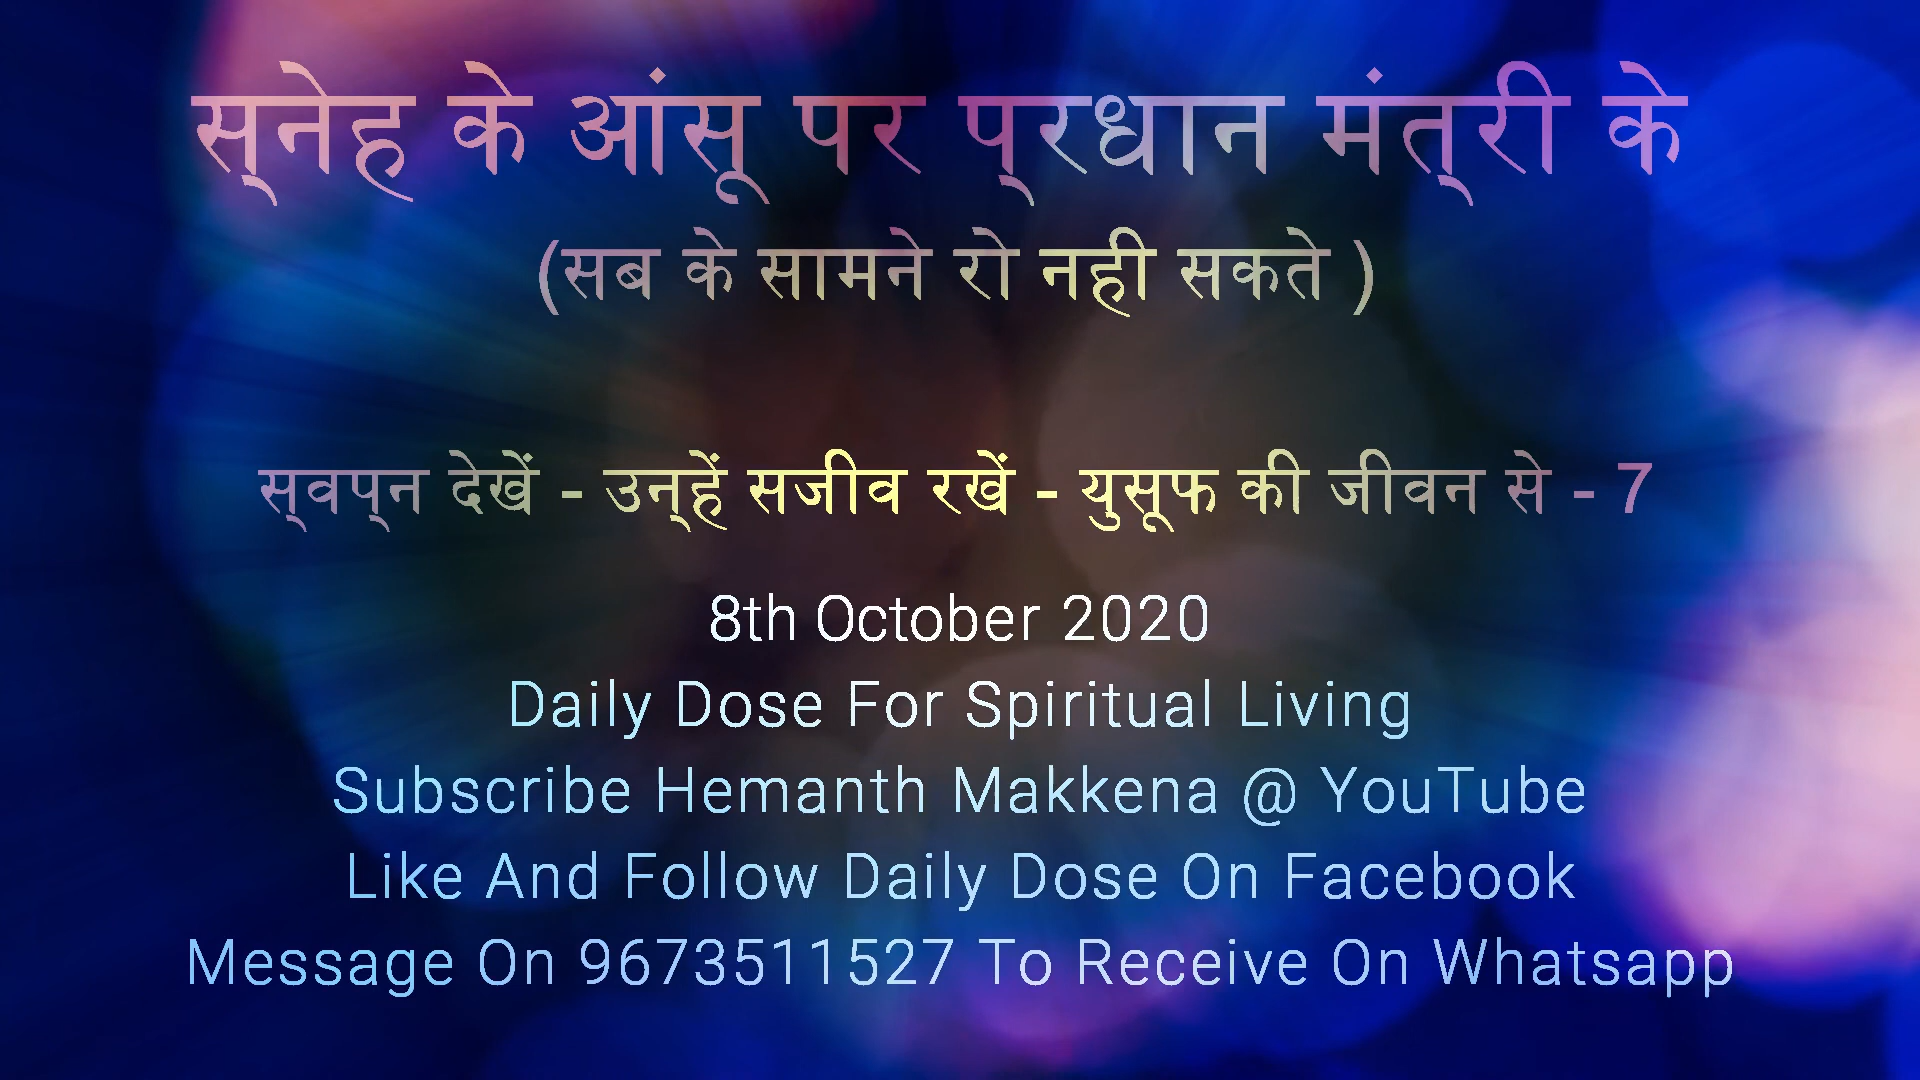 स्नेह के आंसू पर प्रधान मंत्री के
(सब के सामने रो नही सकते )
स्वप्न देखें - उन्हें सजीव रखें - युसूफ की जीवन से - 7
8th October 2020
Daily Dose For Spiritual Living
Subscribe Hemanth Makkena @ YouTube
Like And Follow Daily Dose On Facebook
Message On 9673511527 To Receive On Whatsapp